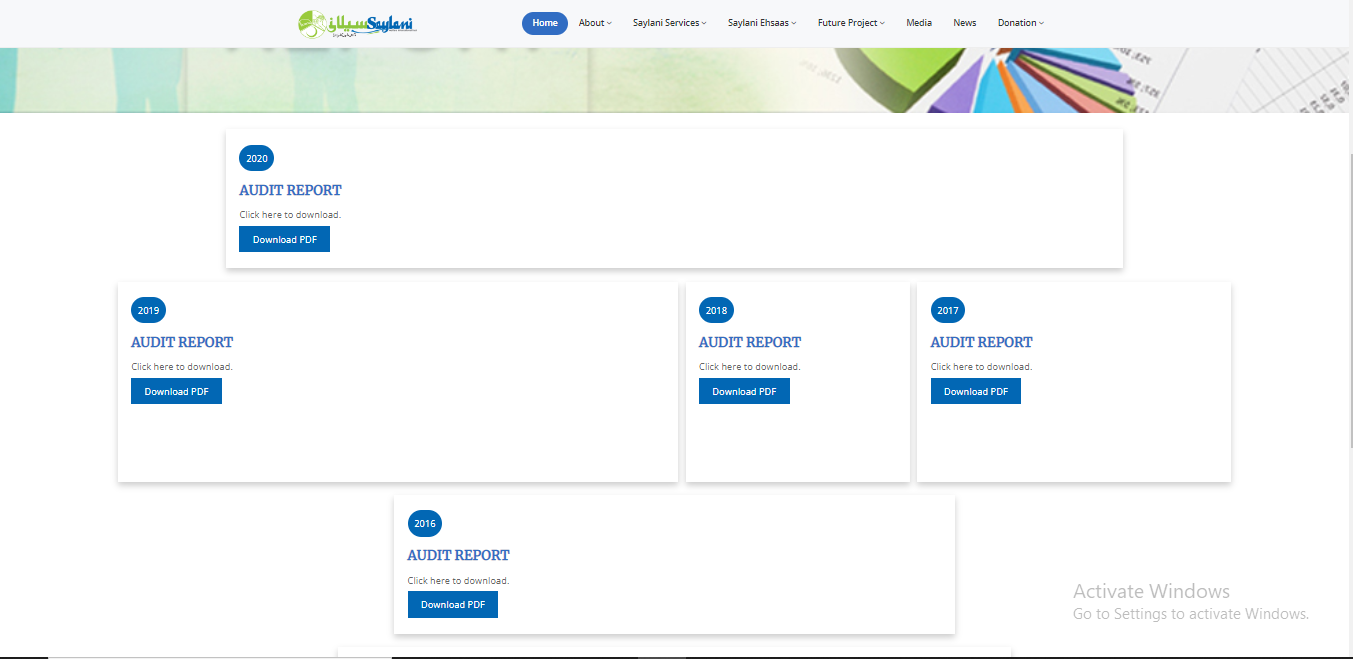 سیلانی Saylani
Home About Saylani Services Saylani Ehsaas Future Project Media News Donation
2020
AUDIT REPORT
Click here to download.
Download PDF
2019
AUDIT REPORT
Click here to download.
Download PDF
2018
AUDIT REPORT
Click here to download.
Download PDF
2017
AUDIT REPORT
Click here to download.
Download PDF
2016
AUDIT REPORT
Click here to download.
Download PDF
Activate Windows
Go to Settings to activate Windows.